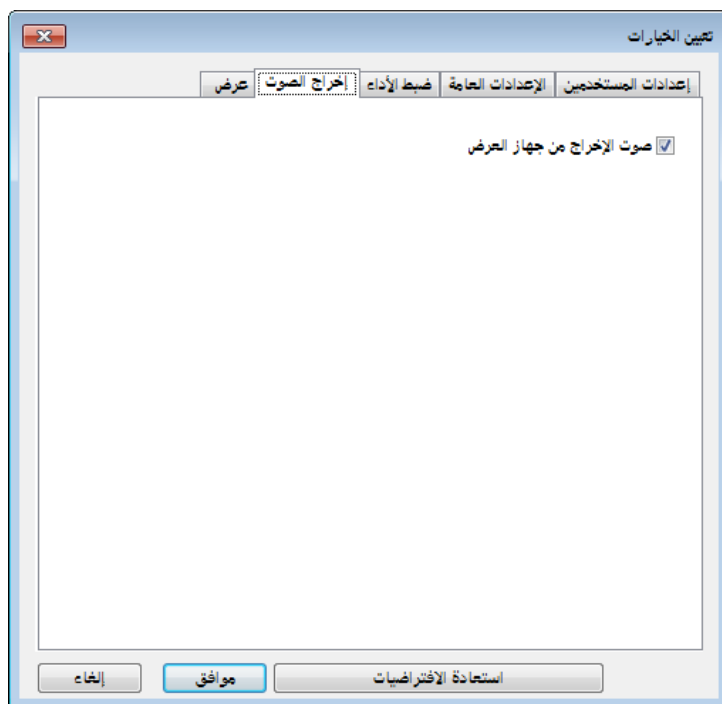 تعيين الخيارات
إعدادات المستخدمين الإعدادات العامة ضبط الأداء إخراج الصوت عرض
صوت الإخراج من جهاز العرض
استعادة الافتراضيات موافق إلغاء